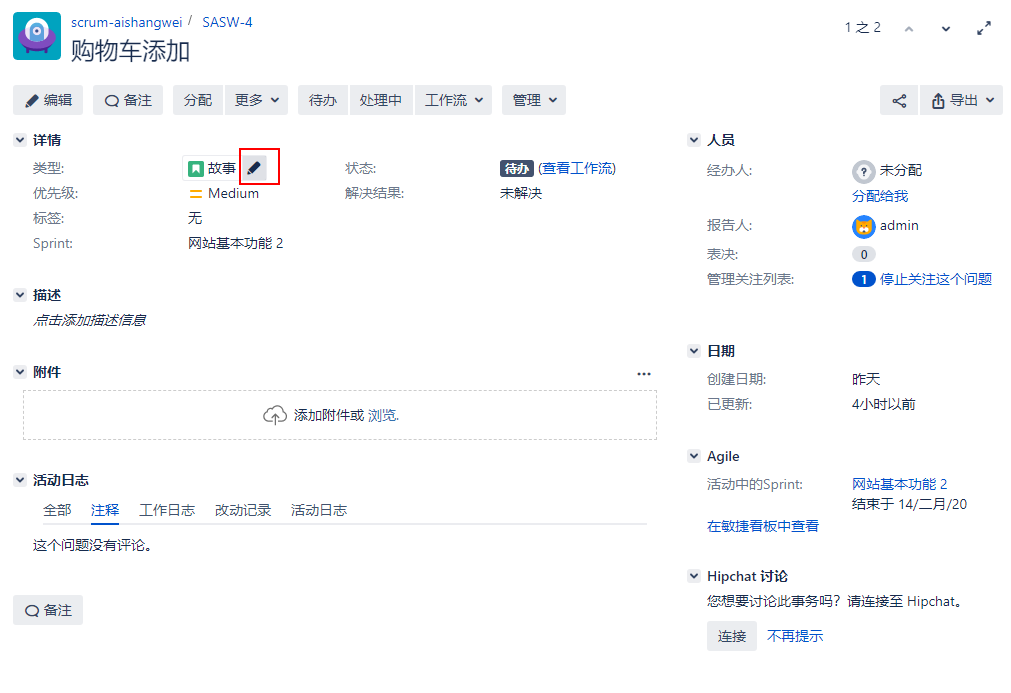 scrum-aishangwei / SASW-4
购物车添加
1 之 2
编辑 备注 分配 更多 待办 处理中 工作流 管理 导出
详情
类型: 故事 状态: 待办 (查看工作流)
优先级: Medium 解决结果: 未解决
标签: 无
Sprint: 网站基本功能 2
描述
点击添加描述信息
附件
添加附件或 浏览.
活动日志
全部 注释 工作日志 改动记录 活动日志
这个问题没有评论。
备注
人员
经办人: ? 未分配
分配给我
报告人: admin
表决: 0
管理关注列表: 1 停止关注这个问题
日期
创建日期: 昨天
已更新: 4小时以前
Agile
活动中的Sprint: 网站基本功能 2
结束于 14/二月/20
在敏捷看板中查看
Hipchat 讨论
您想要讨论此事务吗? 请连接至 Hipchat。
连接 不再提示